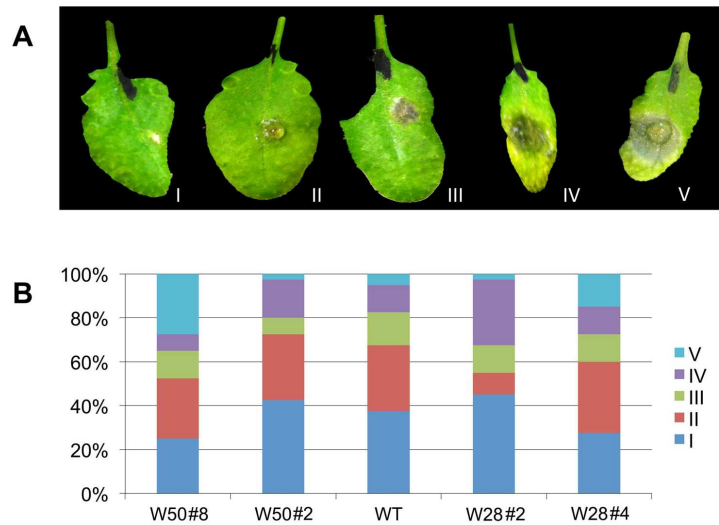 A
I II III IV V
B
100%
80%
60%
40%
20%
0%
W50#8 W50#2 WT W28#2 W28#4
V
IV
III
II
I